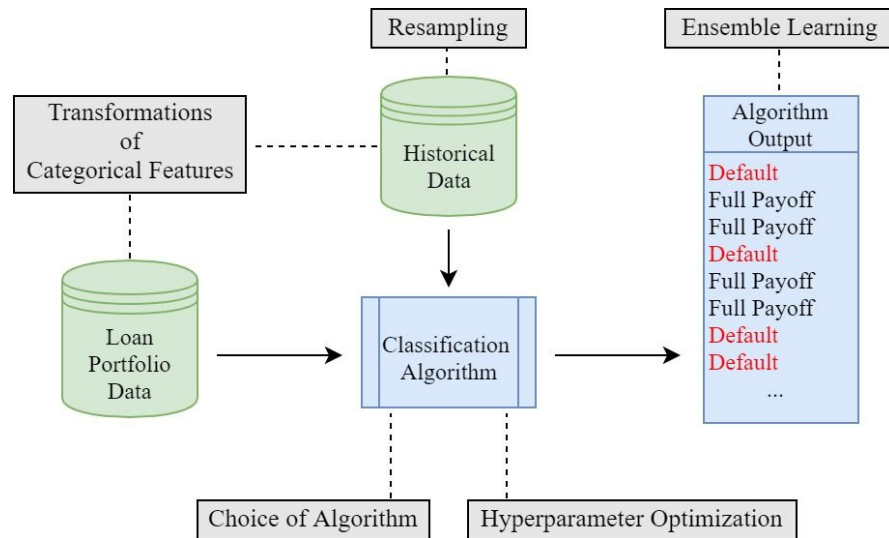 Resampling
Ensemble Learning
Transformations
of
Categorical Features
Historical
Data
Algorithm
Output
Default
Full Payoff
Full Payoff
Default
Full Payoff
Full Payoff
Default
Default
...
Loan
Portfolio
Data
Classification
Algorithm
Choice of Algorithm
Hyperparameter Optimization